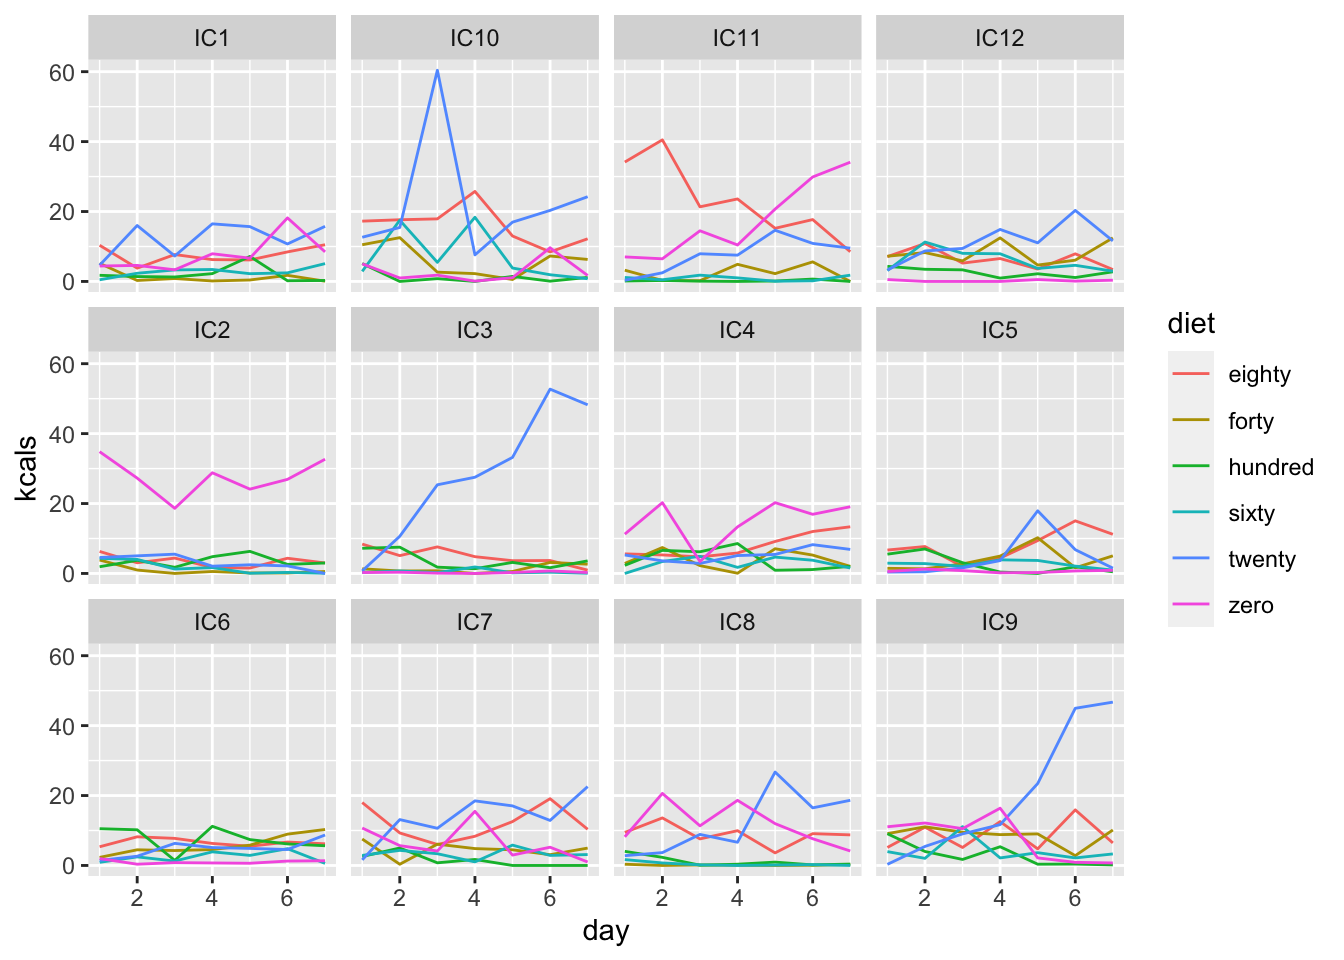 IC1 IC10 IC11 IC12
60
40
20
0
IC2 IC3 IC4 IC5
60
40
20
0
IC6 IC7 IC8 IC9
60
40
20
0
2 4 6 2 4 6 2 4 6 2 4 6
day
kcals
diet
eighty
forty
hundred
sixty
twenty
zero